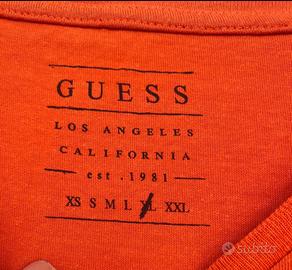 GUESS
LOS ANGELES
CALIFORNIA
est. 1981
XS S M L XL XXL
subito